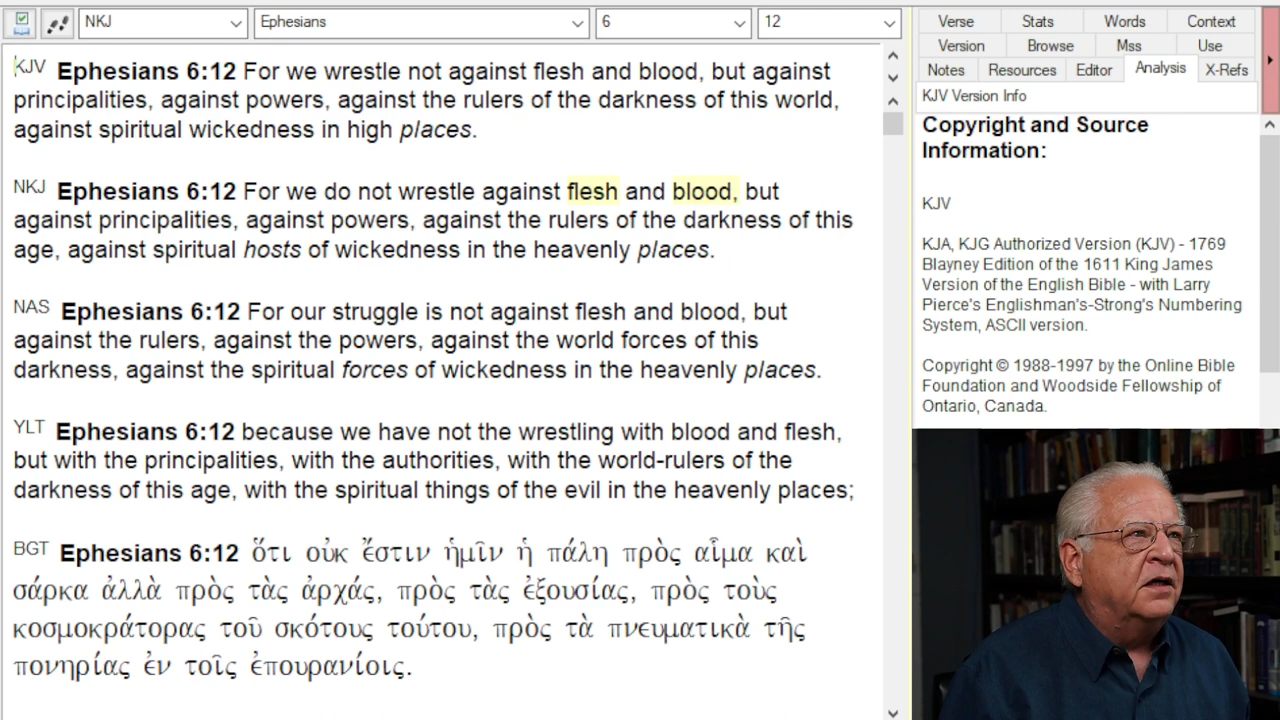 NKJ Ephesians 6 12
KJV Ephesians 6:12 For we wrestle not against flesh and blood, but against
principalities, against powers, against the rulers of the darkness of this world,
against spiritual wickedness in high places.
NKJ Ephesians 6:12 For we do not wrestle against flesh and blood, but
against principalities, against powers, against the rulers of the darkness of this
age, against spiritual hosts of wickedness in the heavenly places.
NAS Ephesians 6:12 For our struggle is not against flesh and blood, but
against the rulers, against the powers, against the world forces of this
darkness, against the spiritual forces of wickedness in the heavenly places.
YLT Ephesians 6:12 because we have not the wrestling with blood and flesh,
but with the principalities, with the authorities, with the world-rulers of the
darkness of this age, with the spiritual things of the evil in the heavenly places;
BGT Ephesians 6:12 ὅτι οὐκ ἔστιν ἡμῖν ἡ πάλη πρὸς αἷμα καὶ
σάρκα ἀλλὰ πρὸς τὰς ἀρχάς, πρὸς τὰς ἐξουσίας, πρὸς τοὺς
κοσμοκράτορας τοῦ σκότους τούτου, πρὸς τὰ πνευματικὰ τῆς
πονηρίας ἐν τοῖς ἐπουρανίοις.
Verse Stats Words Context
Version Browse Mss Use
Notes Resources Editor Analysis X-Refs
KJV Version Info
Copyright and Source
Information:
KJV
KJA, KJG Authorized Version (KJV) - 1769
Blayney Edition of the 1611 King James
Version of the English Bible - with Larry
Pierce's Englishman's-Strong's Numbering
System, ASCII version.
Copyright © 1988-1997 by the Online Bible
Foundation and Woodside Fellowship of
Ontario, Canada.